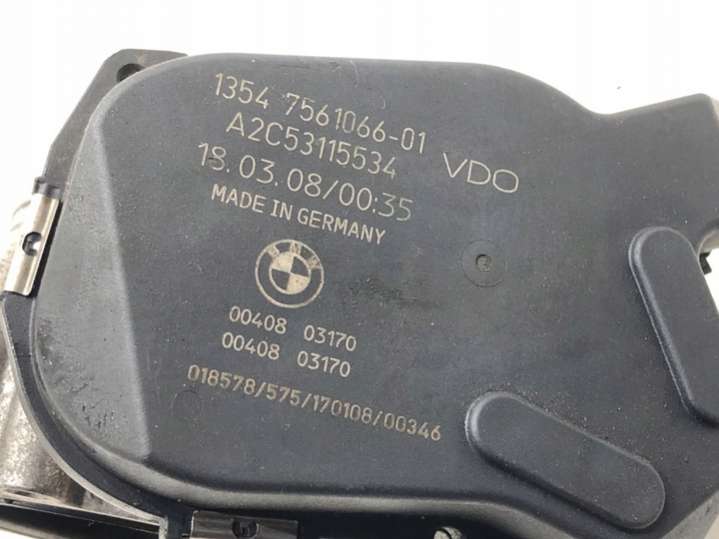 1354 7561066-01
A2C53115534 VDO
18.03.08/00:35
MADE IN GERMANY
BMW
00408 03170
00408 03170
018578/575/170108/00346